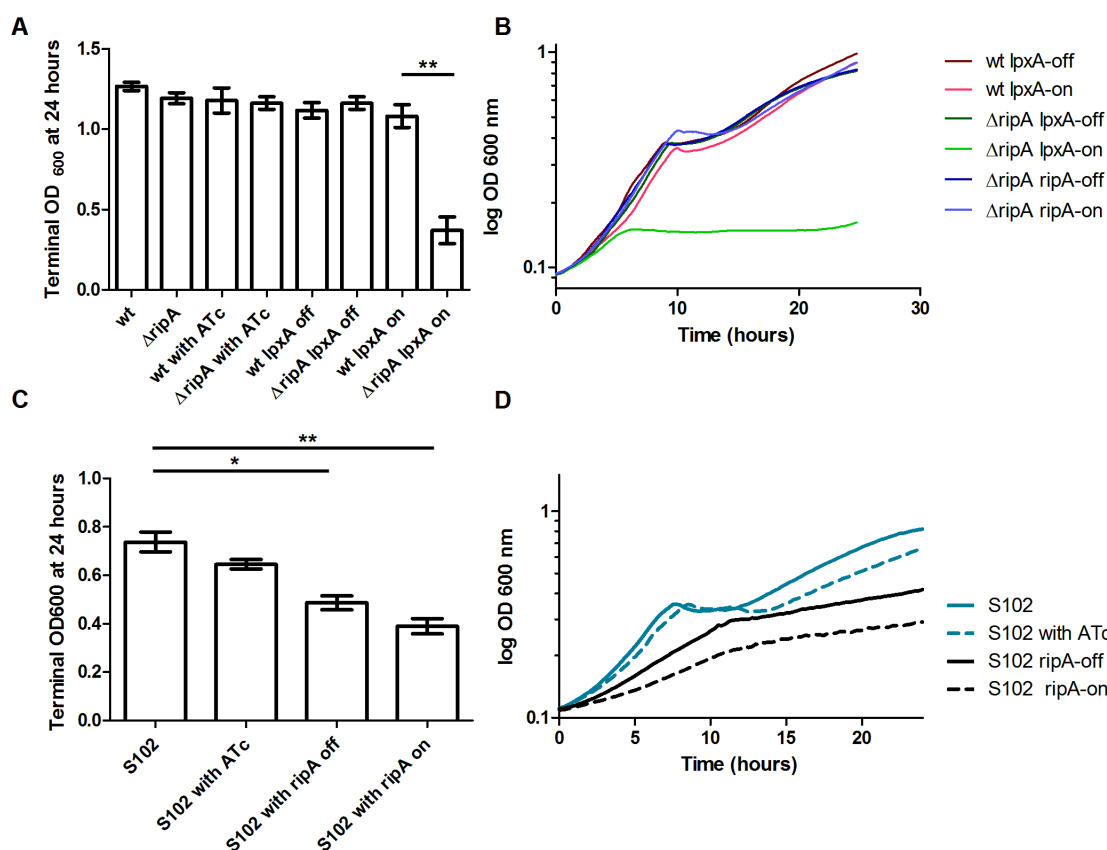 A
Terminal OD 600 at 24 hours
1.5
1.0
0.5
0.0
**
wt
ΔripA
wt with ATc
ΔripA with ATc
wt lpxA off
ΔripA lpxA off
wt lpxA on
ΔripA lpxA on
B
log OD 600 nm
1
0.1
0
10
20
30
Time (hours)
wt lpxA-off
wt lpxA-on
ΔripA lpxA-off
ΔripA lpxA-on
ΔripA ripA-off
ΔripA ripA-on
C
Terminal OD600 at 24 hours
1.0
0.8
0.6
0.4
0.2
0.0
**
*
S102
S102 with ATc
S102 with ripA off
S102 with ripA on
D
log OD 600 nm
1
0.1
0
5
10
15
20
Time (hours)
S102
S102 with ATc
S102 ripA-off
S102 ripA-on